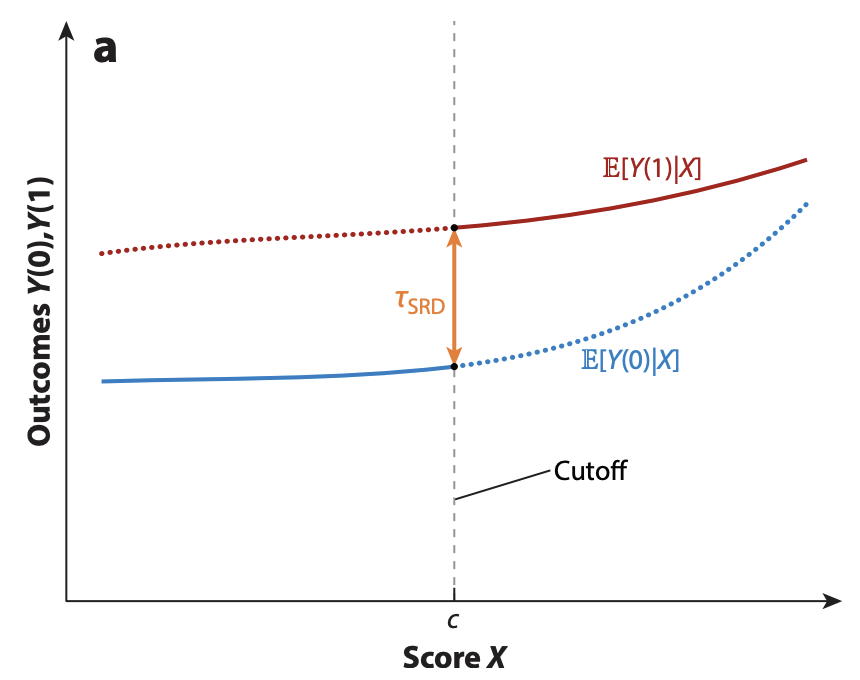 a
Outcomes Y(0),Y(1)
𝔼[Y(1)|X]
τSRD
𝔼[Y(0)|X]
Cutoff
c
Score X